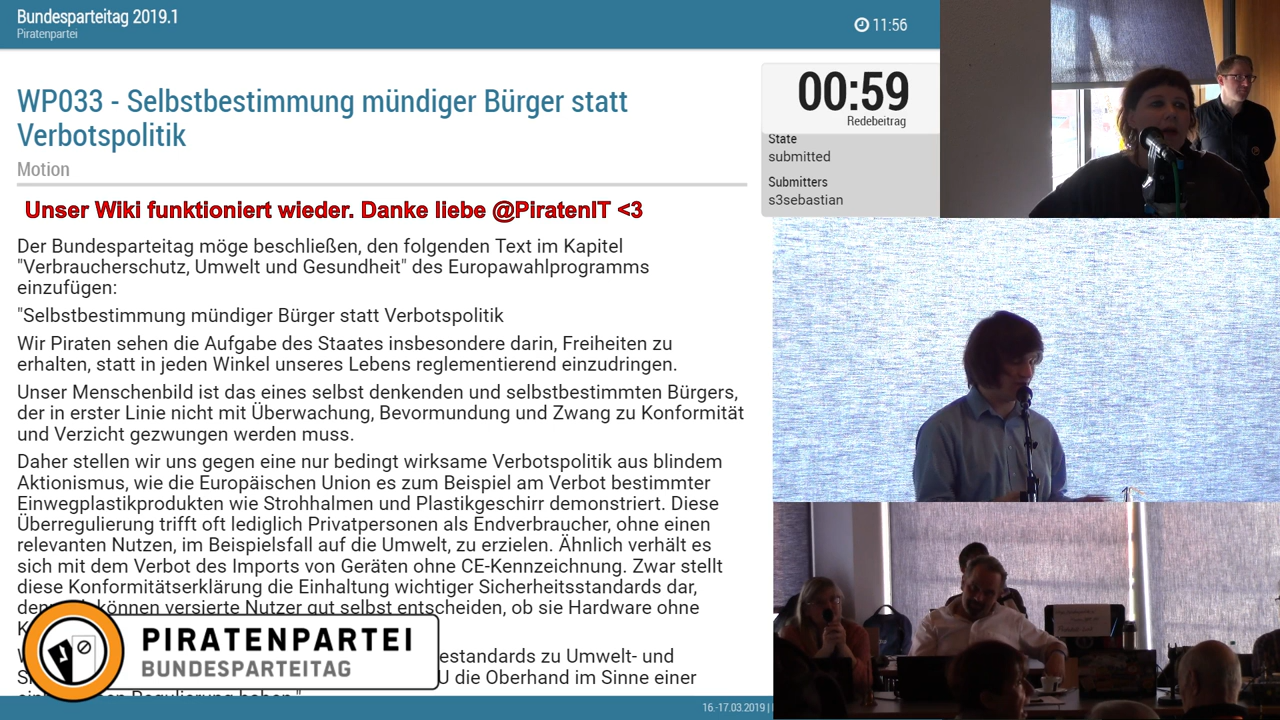 Bundesparteitag 2019.1
Piratenpartei
11:56
WP033 - Selbstbestimmung mündiger Bürger statt
Verbotspolitik
Motion
00:59
Redebeitrag
State
submitted
Submitters
s3sebastian
Unser Wiki funktioniert wieder. Danke liebe @PiratenIT <3
Der Bundesparteitag möge beschließen, den folgenden Text im Kapitel
"Verbraucherschutz, Umwelt und Gesundheit" des Europawahlprogramms
einzufügen:
"Selbstbestimmung mündiger Bürger statt Verbotspolitik
Wir Piraten sehen die Aufgabe des Staates insbesondere darin, Freiheiten zu
erhalten, statt in jeden Winkel unseres Lebens reglementierend einzudringen.
Unser Menschenbild ist das eines selbst denkenden und selbstbestimmten Bürgers,
der in erster Linie nicht mit Überwachung, Bevormundung und Zwang zu Konformität
und Verzicht gezwungen werden muss.
Daher stellen wir uns gegen eine nur bedingt wirksame Verbotspolitik aus blindem
Aktionismus, wie die Europäischen Union es zum Beispiel am Verbot bestimmter
Einwegplastikprodukten wie Strohhalmen und Plastikgeschirr demonstriert. Diese
Überregulierung trifft oft lediglich Privatpersonen als Endverbraucher, ohne einen
relevanten Nutzen, im Beispielsfall auf die Umwelt, zu erzielen. Ähnlich verhält es
sich mit dem Verbot des Imports von Geräten ohne CE-Kennzeichnung. Zwar stellt
diese Konformitätserklärung die Einhaltung wichtiger Sicherheitsstandards dar,
können versierte Nutzer gut selbst entscheiden, ob sie Hardware ohne
estandards zu Umwelt- und
U die Oberhand im Sinne einer
Regulierung haben."
PIRATENPARTEI
BUNDESPARTEITAG
16.-17.03.2019 |